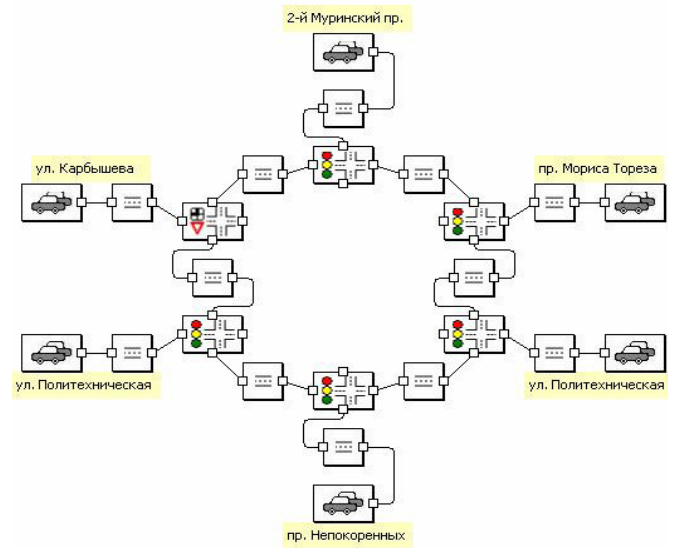 2-й Муринский пр.
ул. Карбышева
пр. Мориса Тореза
ул. Политехническая
ул. Политехническая
пр. Непокоренных